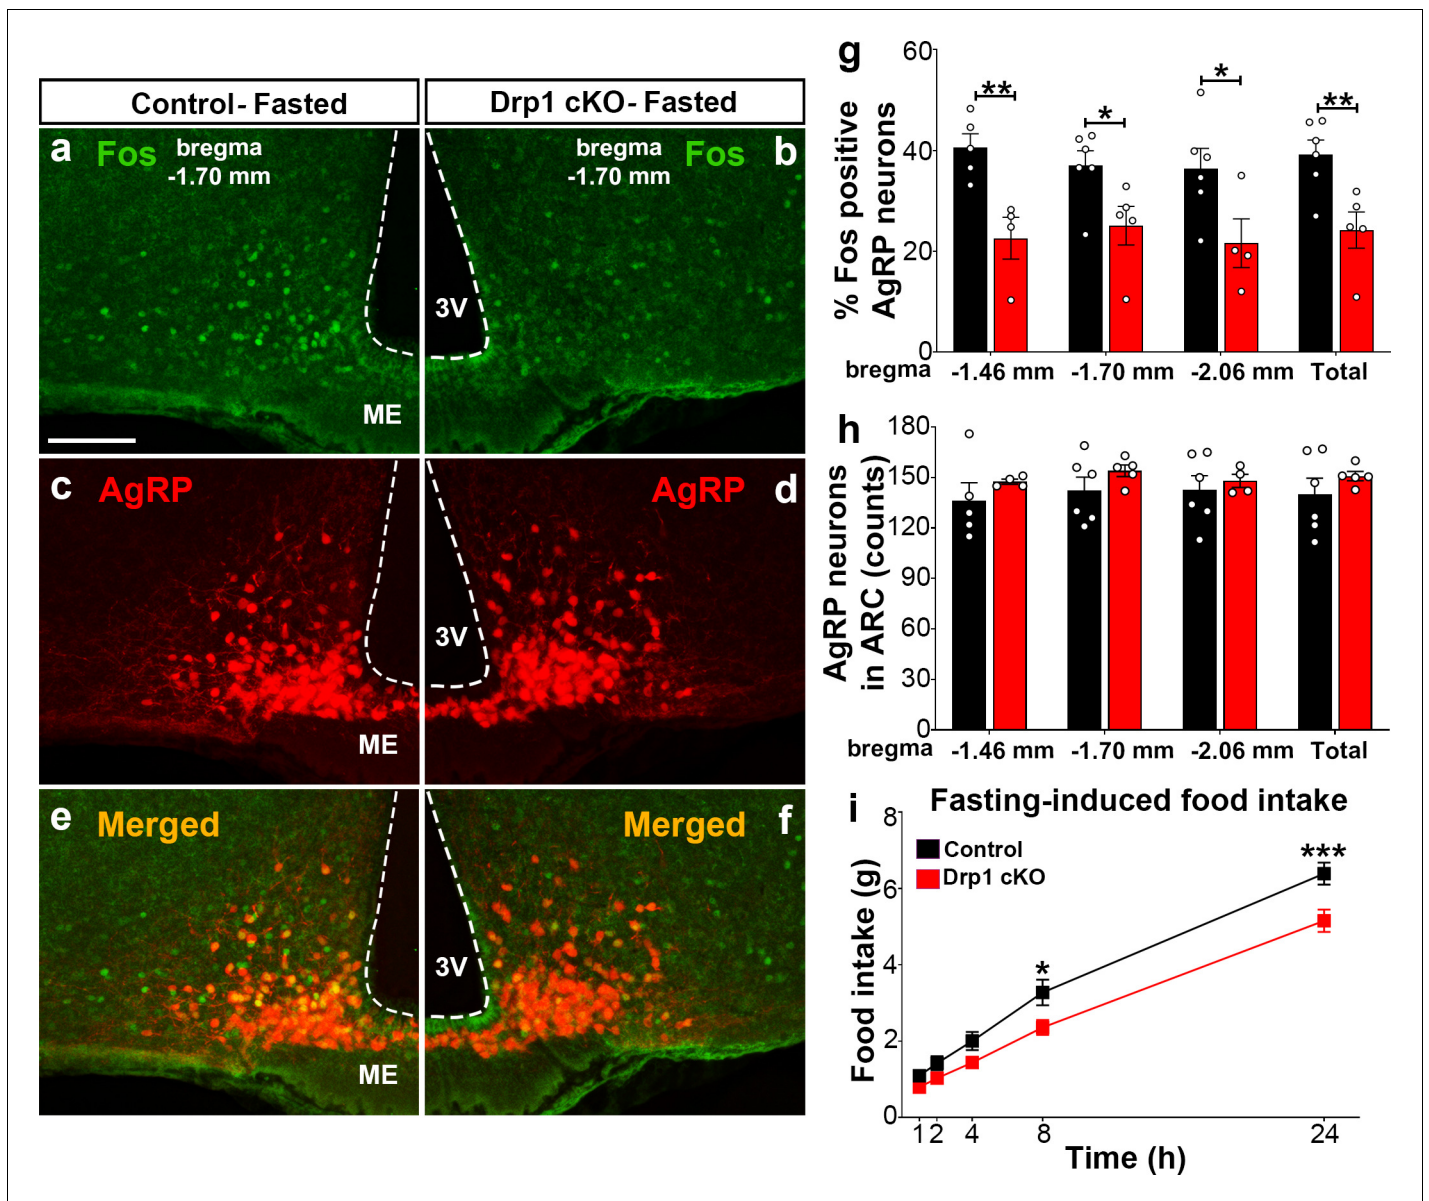 Control - Fasted
Drp1 cKO - Fasted
a
Fos
bregma
-1.70 mm
bregma
-1.70 mm
Fos
b
3V
ME
c
AgRP
AgRP
d
3V
ME
e
Merged
Merged
f
3V
ME
g
% Fos positive
AgRP neurons
60
40
20
0
**
*
*
**
bregma
-1.46 mm
-1.70 mm
-2.06 mm
Total
h
AgRP neurons
in ARC (counts)
180
150
120
90
60
30
0
bregma
-1.46 mm
-1.70 mm
-2.06 mm
Total
i
Fasting-induced food intake
Food intake (g)
8
6
4
2
0
Control
Drp1 cKO
*
***
1
2
4
8
24
Time (h)